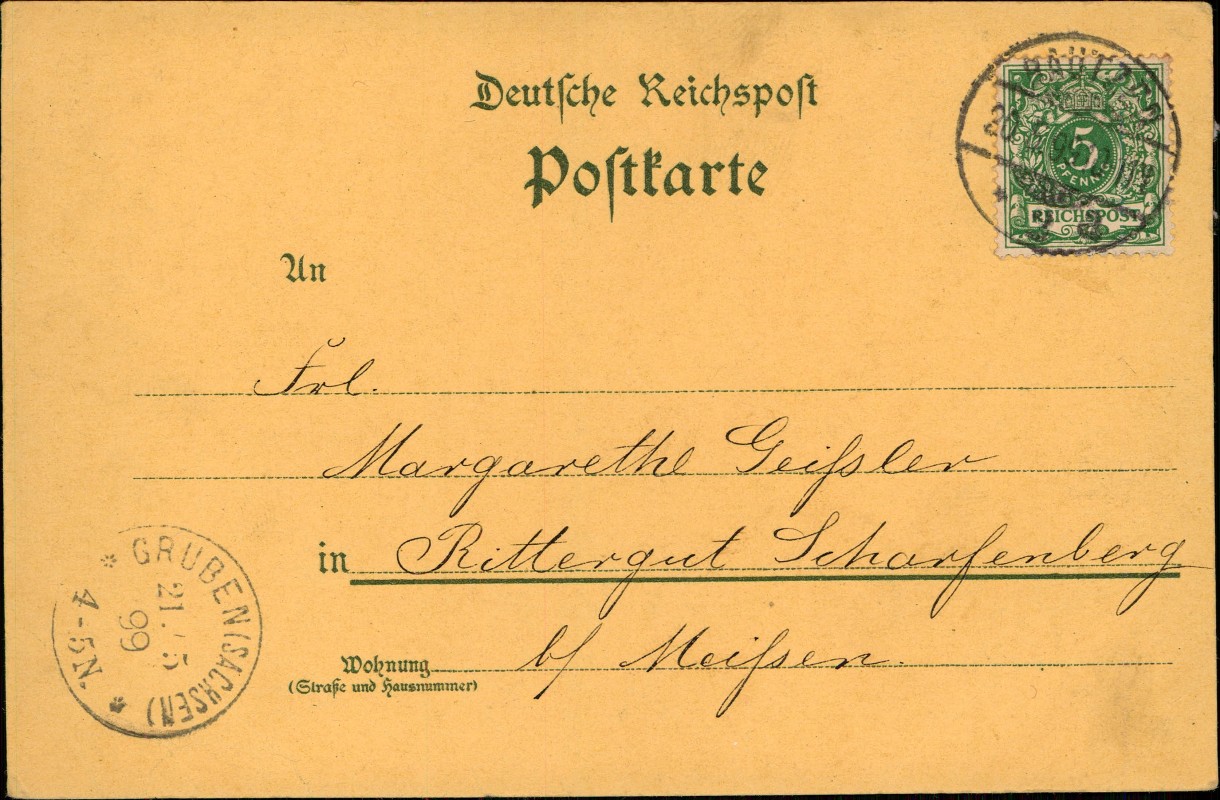 Deutsche Reichspost
Postkarte
BAUTZEN
5
PFENNIG
REICHSPOST
An
Frl.
Margarethe Geißler
in Rittergut Scharfenberg
b/ Meißen.
Wohnung
(Straße und Hausnummer)
GRUBEN (SACHSEN)
21. 5
99
4-5N